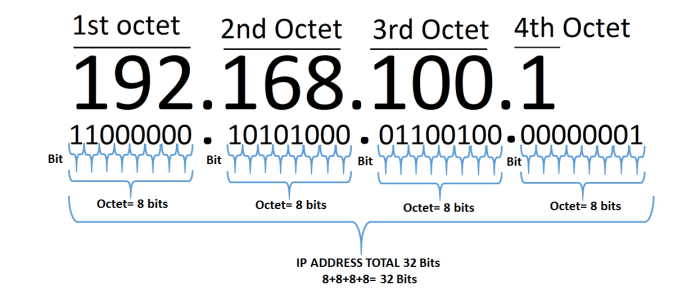 1st octet 2nd Octet 3rd Octet 4th Octet
192.168.100.1
11000000.10101000.01100100.00000001
Bit Bit Bit Bit
Octet= 8 bits Octet= 8 bits Octet= 8 bits Octet= 8 bits
IP ADDRESS TOTAL 32 Bits
8+8+8+8= 32 Bits